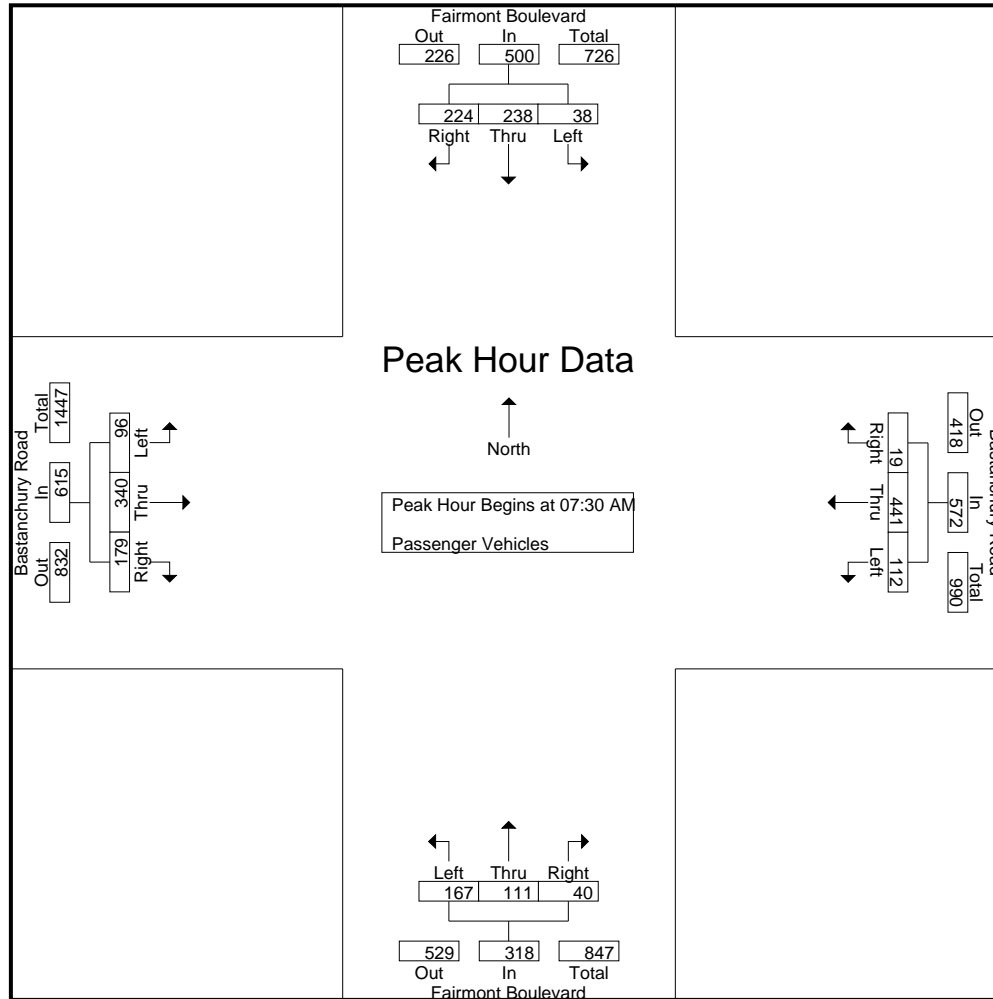 Fairmont Boulevard
Out In Total
226 500 726
224 238 38
Right Thru Left
Peak Hour Data
North
Peak Hour Begins at 07:30 AM
Passenger Vehicles
Bastanchury Road
Total In Out
1447 615 832
96 340 179
Left Thru Right
Bastanchury Road
Out In Total
418 572 990
19 441 112
Right Thru Left
Left Thru Right
167 111 40
529 318 847
Out In Total
Fairmont Boulevard